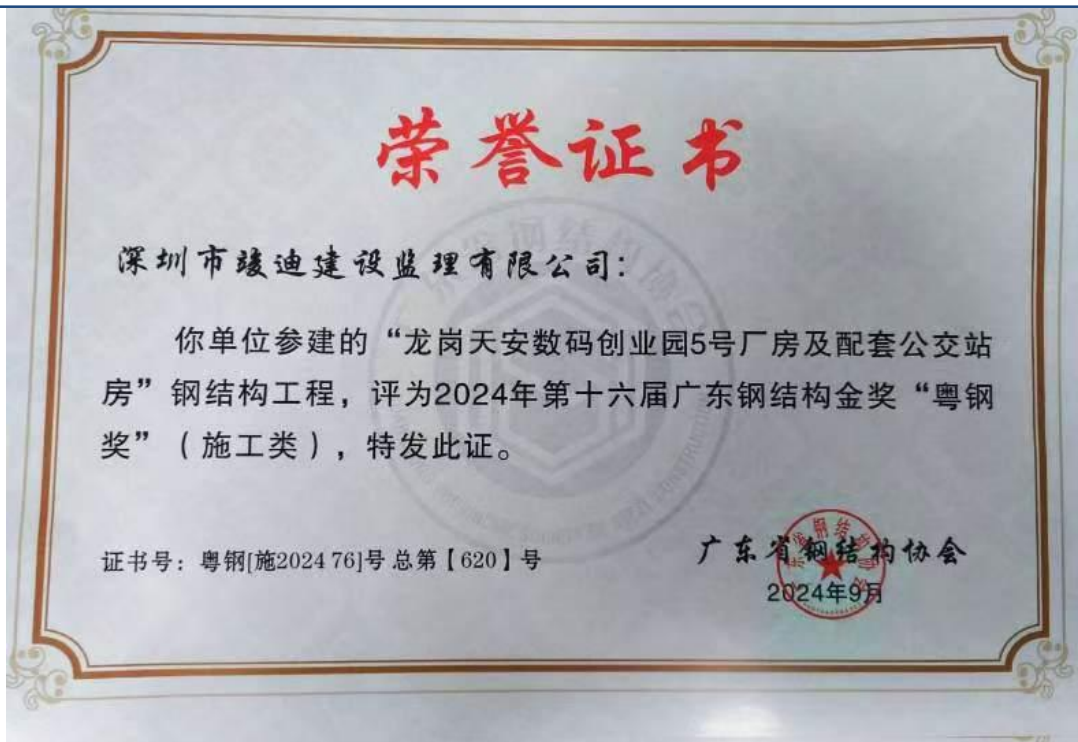 荣誉证书
深圳市竣迪建设监理有限公司：
你单位参建的“龙岗天安数码创业园5号厂房及配套公交站
房”钢结构工程，评为2024年第十六届广东钢结构金奖“粤钢
奖”（施工类），特发此证。
证书号：粤钢[施2024 76]号 总第【620】号
广东省钢结构协会
2024年9月